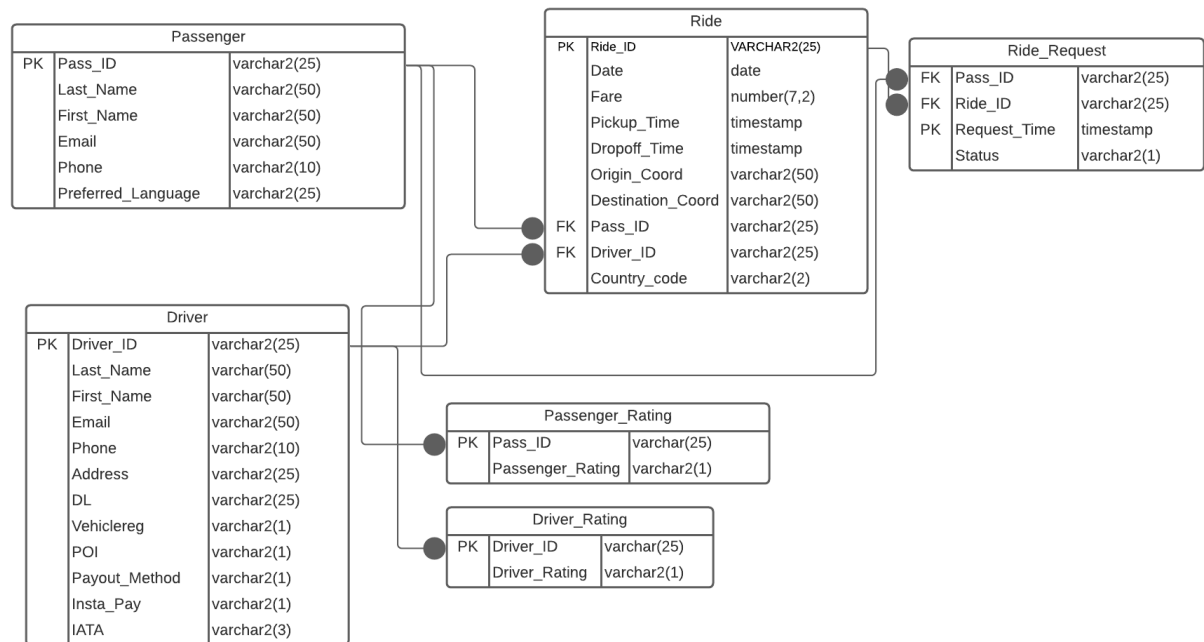 Passenger
PK Pass_ID varchar2(25)
Last_Name varchar2(50)
First_Name varchar2(50)
Email varchar2(50)
Phone varchar2(10)
Preferred_Language varchar2(25)
Ride
PK Ride_ID VARCHAR2(25)
Date date
Fare number(7,2)
Pickup_Time timestamp
Dropoff_Time timestamp
Origin_Coord varchar2(50)
Destination_Coord varchar2(50)
FK Pass_ID varchar2(25)
FK Driver_ID varchar2(25)
Country_code varchar2(2)
Ride_Request
FK Pass_ID varchar2(25)
FK Ride_ID varchar2(25)
PK Request_Time timestamp
Status varchar2(1)
Driver
PK Driver_ID varchar2(25)
Last_Name varchar(50)
First_Name varchar(50)
Email varchar2(50)
Phone varchar2(10)
Address varchar2(25)
DL varchar2(25)
Vehiclereg varchar2(1)
POI varchar2(1)
Payout_Method varchar2(1)
Insta_Pay varchar2(1)
IATA varchar2(3)
Passenger_Rating
PK Pass_ID varchar(25)
Passenger_Rating varchar2(1)
Driver_Rating
PK Driver_ID varchar(25)
Driver_Rating varchar2(1)